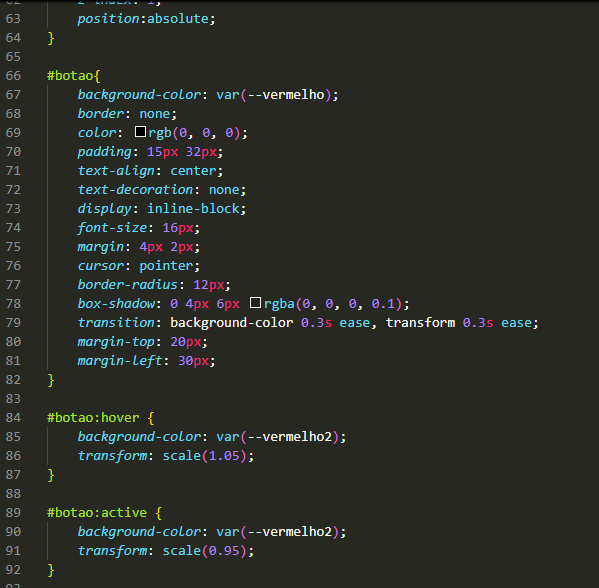 62 z-index: 1;
63 position:absolute;
64 }
65
66 #botao{
67 background-color: var(--vermelho);
68 border: none;
69 color: rgb(0, 0, 0);
70 padding: 15px 32px;
71 text-align: center;
72 text-decoration: none;
73 display: inline-block;
74 font-size: 16px;
75 margin: 4px 2px;
76 cursor: pointer;
77 border-radius: 12px;
78 box-shadow: 0 4px 6px rgba(0, 0, 0, 0.1);
79 transition: background-color 0.3s ease, transform 0.3s ease;
80 margin-top: 20px;
81 margin-left: 30px;
82 }
83
84 #botao:hover {
85 background-color: var(--vermelho2);
86 transform: scale(1.05);
87 }
88
89 #botao:active {
90 background-color: var(--vermelho2);
91 transform: scale(0.95);
92 }
93